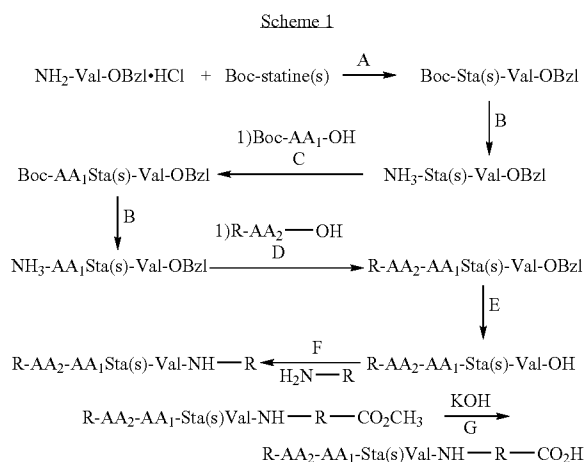 Scheme 1
NH2-Val-OBzl•HCl + Boc-statine(s) A Boc-Sta(s)-Val-OBzl
B
1)Boc-AA1-OH
C
Boc-AA1Sta(s)-Val-OBzl NH3-Sta(s)-Val-OBzl
B
1)R-AA2—OH
D
NH3-AA1Sta(s)-Val-OBzl R-AA2-AA1Sta(s)-Val-OBzl
E
F
R-AA2-AA1Sta(s)-Val-NH—R R-AA2-AA1-Sta(s)-Val-OH
H2N—R
R-AA2-AA1-Sta(s)Val-NH—R—CO2CH3 KOH
G
R-AA2-AA1-Sta(s)Val-NH—R—CO2H